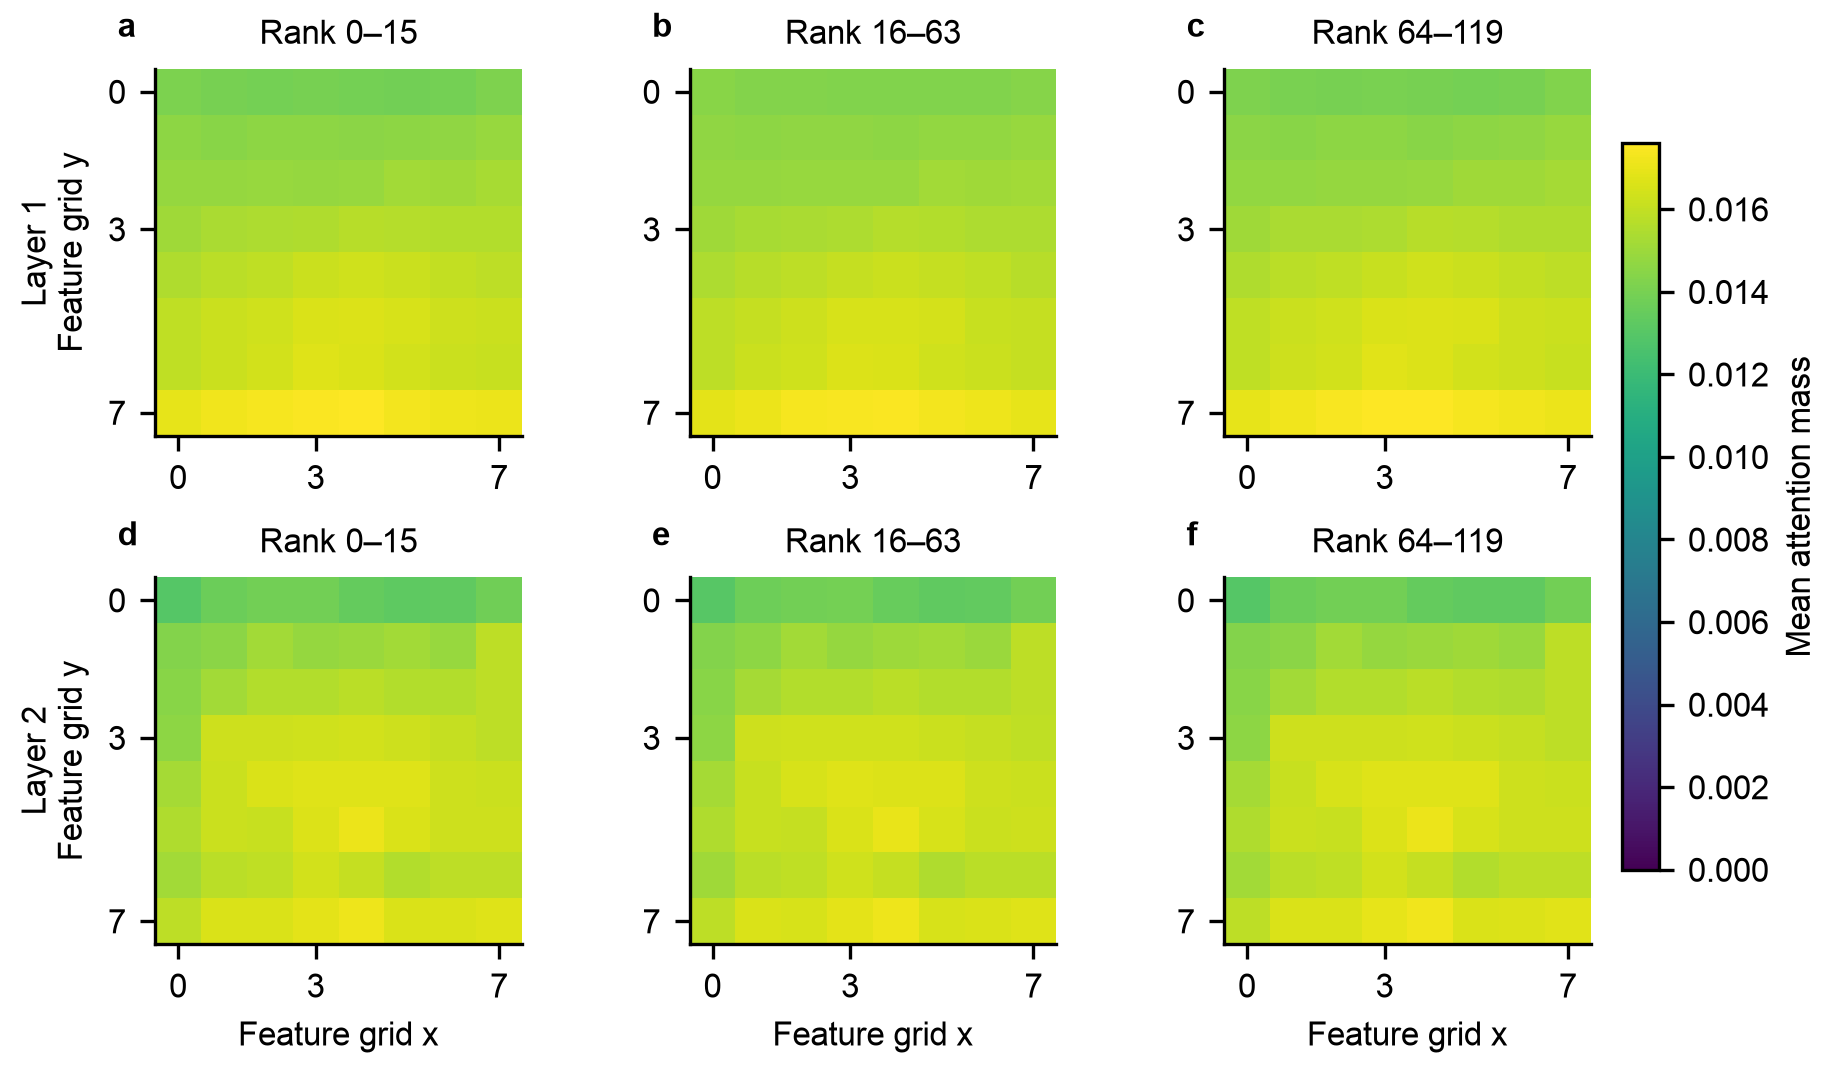 a Rank 0–15
b Rank 16–63
c Rank 64–119
Layer 1
Feature grid y
0
3
7
0 3 7
0
3
7
0 3 7
0
3
7
0 3 7
d Rank 0–15
e Rank 16–63
f Rank 64–119
Layer 2
Feature grid y
0
3
7
0 3 7
Feature grid x
0
3
7
0 3 7
Feature grid x
0
3
7
0 3 7
Feature grid x
0.016
0.014
0.012
0.010
0.008
0.006
0.004
0.002
0.000
Mean attention mass